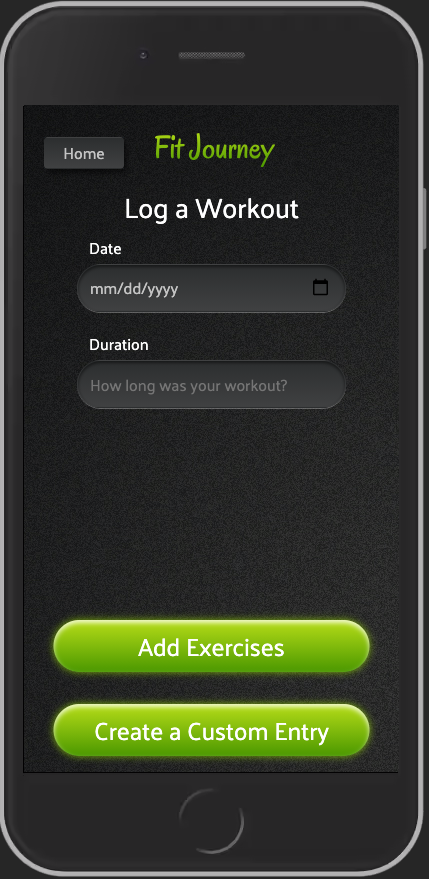 Home
Fit Journey
Log a Workout
Date
mm/dd/yyyy
Duration
How long was your workout?
Add Exercises
Create a Custom Entry